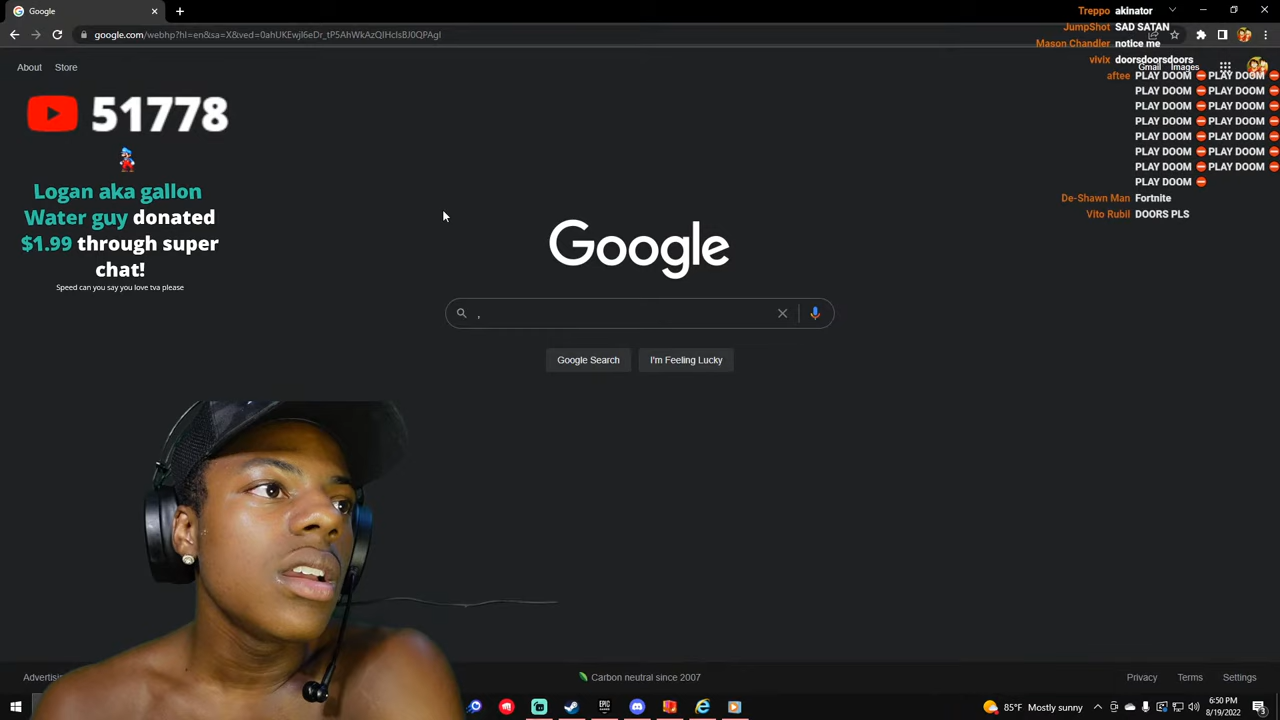 Google
google.com/webhp?hl=en&sa=X&ved=0ahUKEwjI6eDr_tP5AhWkAzQIHcIsBJ0QPAgI
About Store
Gmail Images
51778
Logan aka gallon
Water guy donated
$1.99 through super
chat!
Speed can you say you love tva please
Treppo akinator
JumpShot SAD SATAN
Mason Chandler notice me
vivix doorsdoorsdoors
aftee PLAY DOOM ⛔ PLAY DOOM ⛔
PLAY DOOM ⛔ PLAY DOOM ⛔
PLAY DOOM ⛔ PLAY DOOM ⛔
PLAY DOOM ⛔ PLAY DOOM ⛔
PLAY DOOM ⛔ PLAY DOOM ⛔
PLAY DOOM ⛔ PLAY DOOM ⛔
PLAY DOOM ⛔ PLAY DOOM ⛔
PLAY DOOM ⛔
De-Shawn Man Fortnite
Vito Rubil DOORS PLS
Google
,
Google Search I'm Feeling Lucky
Carbon neutral since 2007
Privacy Terms Settings
85°F Mostly sunny
6:50 PM
8/19/2022